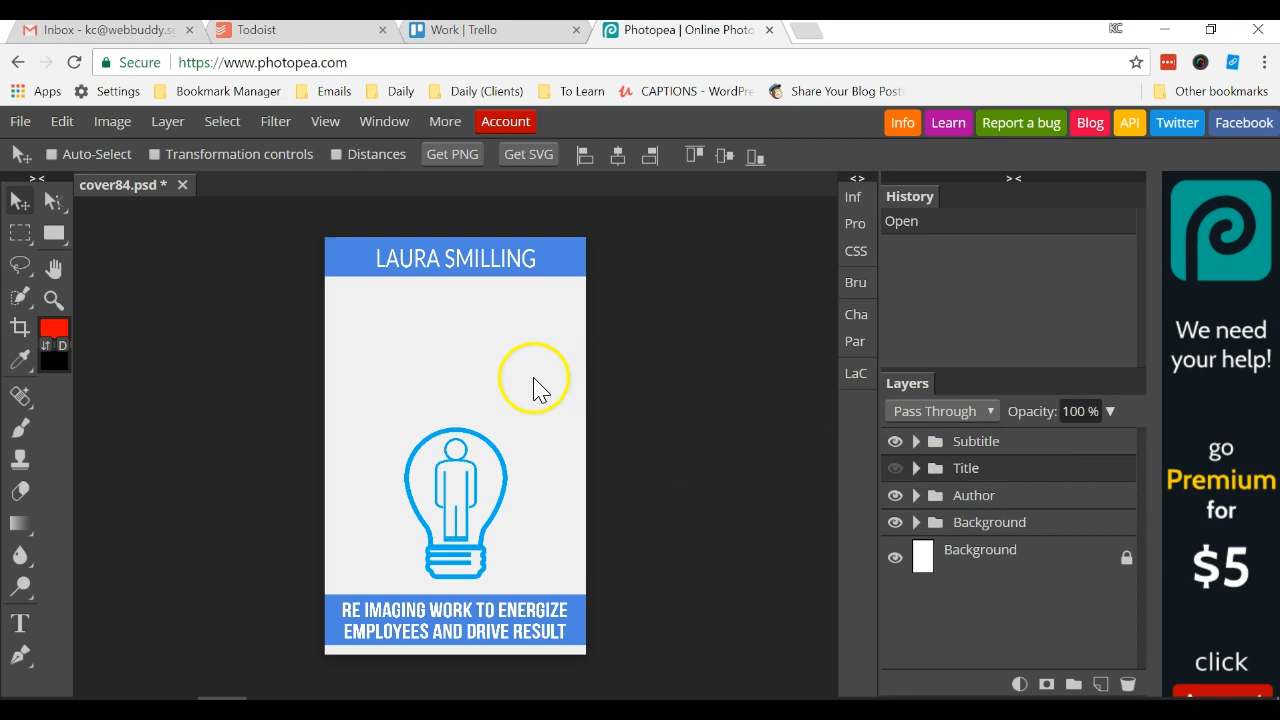 Inbox - kc@webbuddy.s
Todoist
Work | Trello
Photopea | Online Photo
KC
Secure
https://www.photopea.com
Apps
Settings
Bookmark Manager
Emails
Daily
Daily (Clients)
To Learn
CAPTIONS - WordPre
Share Your Blog Post
Other bookmarks
File
Edit
Image
Layer
Select
Filter
View
Window
More
Account
Info
Learn
Report a bug
Blog
API
Twitter
Facebook
Auto-Select
Transformation controls
Distances
Get PNG
Get SVG
> <
cover84.psd *
LAURA SMILLING
RE IMAGING WORK TO ENERGIZE
EMPLOYEES AND DRIVE RESULT
D
T
< >
Inf
Pro
CSS
Bru
Cha
Par
LaC
> <
History
Open
Layers
Pass Through
Opacity: 100 %
Subtitle
Title
Author
Background
Background
We need
your help!
go
Premium
for
$5
click